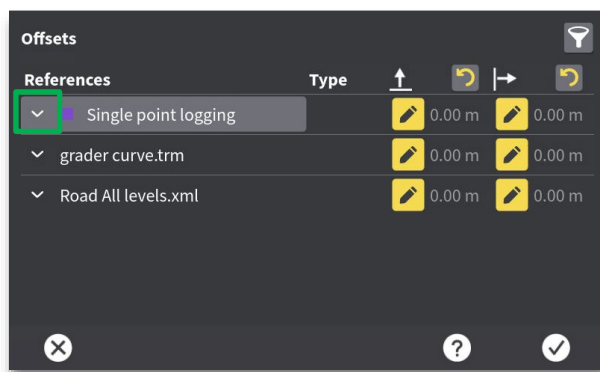 Offsets
References Type
Single point logging 0.00 m 0.00 m
grader curve.trm 0.00 m 0.00 m
Road All levels.xml 0.00 m 0.00 m
?